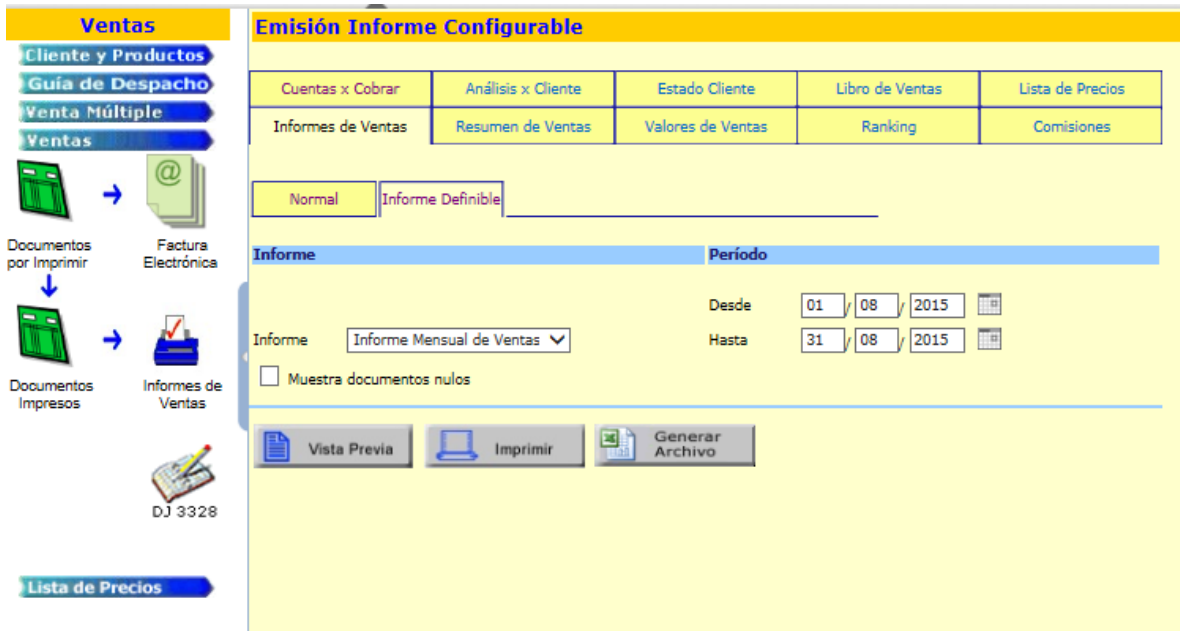 Ventas
Cliente y Productos
Guía de Despacho
Venta Múltiple
Ventas
@
Documentos
por Imprimir
Factura
Electrónica
Documentos
Impresos
Informes de
Ventas
DJ 3328
Lista de Precios
Emisión Informe Configurable
Cuentas x Cobrar Análisis x Cliente Estado Cliente Libro de Ventas Lista de Precios
Informes de Ventas Resumen de Ventas Valores de Ventas Ranking Comisiones
Normal Informe Definible
Informe Período
Desde 01 / 08 / 2015
Informe Informe Mensual de Ventas Hasta 31 / 08 / 2015
Muestra documentos nulos
Vista Previa Imprimir Generar
Archivo